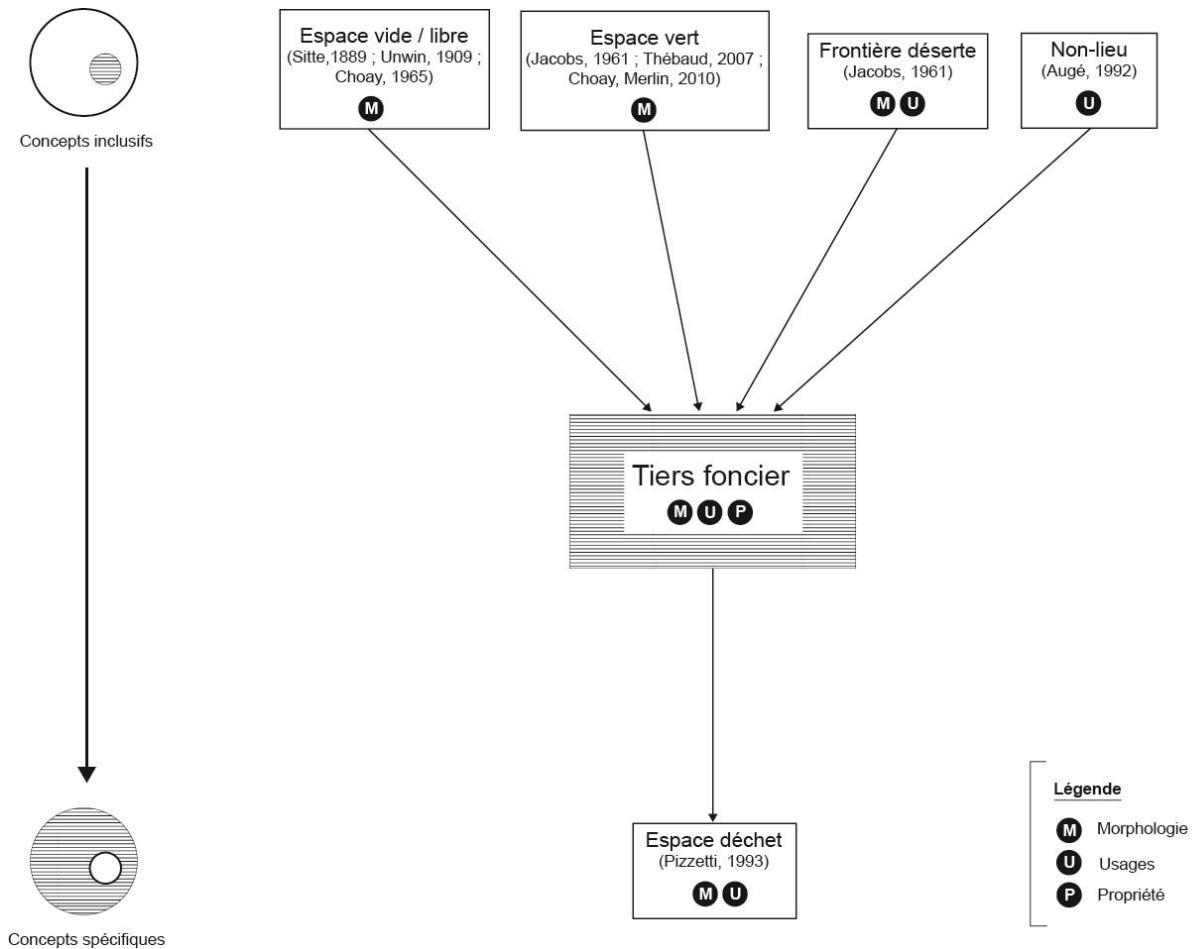 Espace vide / libre
(Sitte,1889 ; Unwin, 1909 ;
Choay, 1965)
M
Espace vert
(Jacobs, 1961 ; Thébaud, 2007 ;
Choay, Merlin, 2010)
M
Frontière déserte
(Jacobs, 1961)
M U
Non-lieu
(Augé, 1992)
U
Concepts inclusifs
Tiers foncier
M U P
Espace déchet
(Pizzetti, 1993)
M U
Concepts spécifiques
Légende
M Morphologie
U Usages
P Propriété